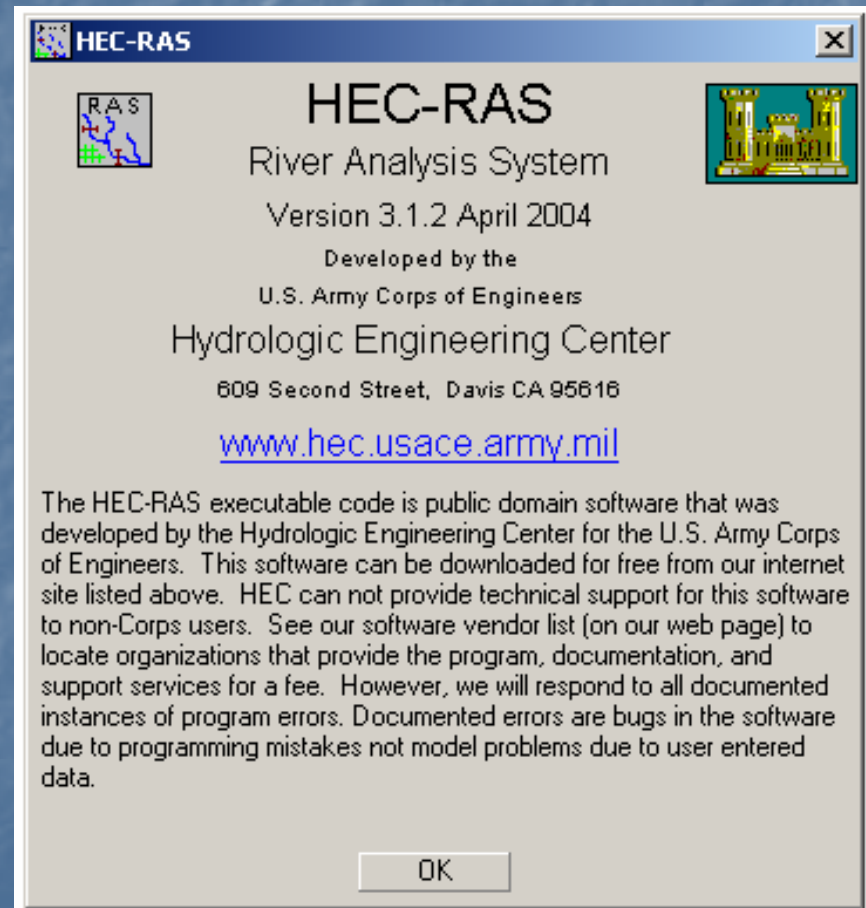 HEC-RAS
RAS
HEC-RAS
River Analysis System
Version 3.1.2 April 2004
Developed by the
U.S. Army Corps of Engineers
Hydrologic Engineering Center
609 Second Street, Davis CA 95616
www.hec.usace.army.mil
The HEC-RAS executable code is public domain software that was
developed by the Hydrologic Engineering Center for the U.S. Army Corps
of Engineers. This software can be downloaded for free from our internet
site listed above. HEC can not provide technical support for this software
to non-Corps users. See our software vendor list (on our web page) to
locate organizations that provide the program, documentation, and
support services for a fee. However, we will respond to all documented
instances of program errors. Documented errors are bugs in the software
due to programming mistakes not model problems due to user entered
data.
OK